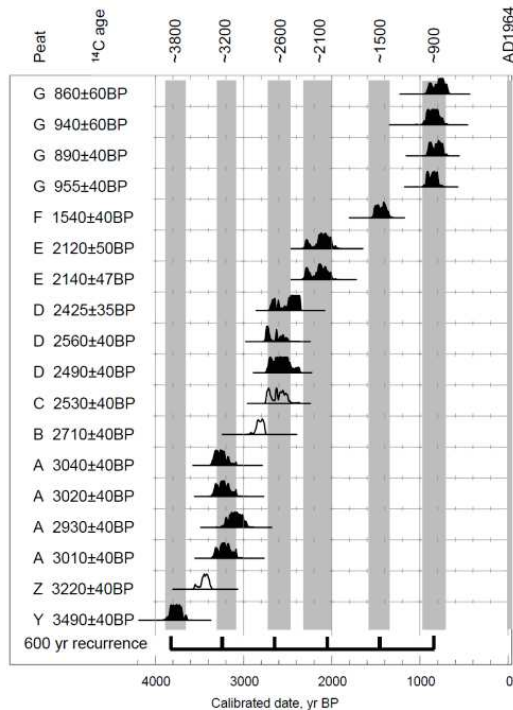 Peat ¹⁴C age ~3800 ~3200 ~2600 ~2100 ~1500 ~900 AD1964
G 860±60BP
G 940±60BP
G 890±40BP
G 955±40BP
F 1540±40BP
E 2120±50BP
E 2140±47BP
D 2425±35BP
D 2560±40BP
D 2490±40BP
C 2530±40BP
B 2710±40BP
A 3040±40BP
A 3020±40BP
A 2930±40BP
A 3010±40BP
Z 3220±40BP
Y 3490±40BP
600 yr recurrence
4000 3000 2000 1000 0
Calibrated date, yr BP